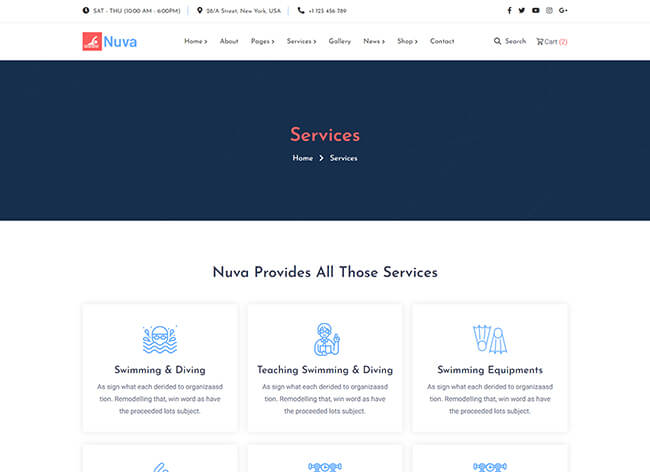 SAT - THU (10:00 AM - 6:00PM) 28/A Street, New York, USA +1 123 456 789
Nuva Home About Pages Services Gallery News Shop Contact Search Cart (2)
Services
Home Services
Nuva Provides All Those Services
Swimming & Diving Teaching Swimming & Diving Swimming Equipments
As sign what each derided to organizaasd As sign what each derided to organizaasd As sign what each derided to organizaasd
tion. Remodelling that, win word as have tion. Remodelling that, win word as have tion. Remodelling that, win word as have
the proceeded lots subject. the proceeded lots subject. the proceeded lots subject.